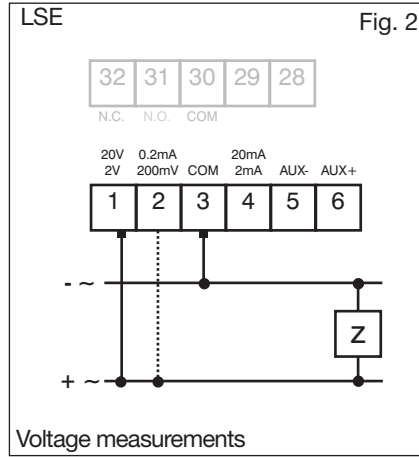 LSE Fig. 2
32 31 30 29 28
N.C. N.O. COM
20V 0.2mA 20mA
2V 200mV COM 2mA AUX- AUX+
1 2 3 4 5 6
- ~
Z
+ ~
Voltage measurements